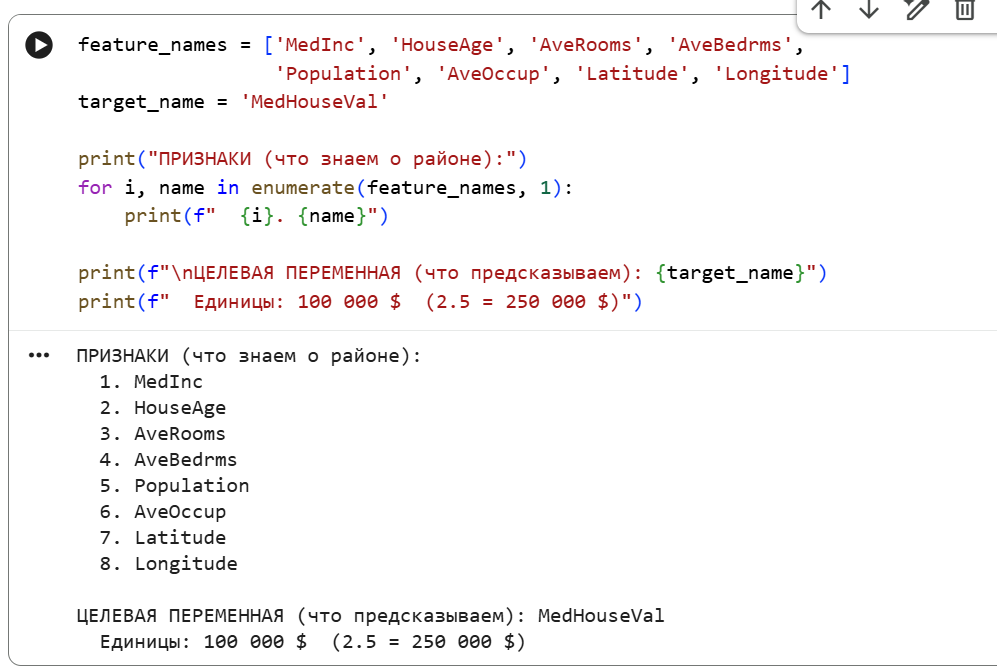 feature_names = ['MedInc', 'HouseAge', 'AveRooms', 'AveBedrms',
                 'Population', 'AveOccup', 'Latitude', 'Longitude']
target_name = 'MedHouseVal'

print("ПРИЗНАКИ (что знаем о районе):")
for i, name in enumerate(feature_names, 1):
    print(f"  {i}. {name}")

print(f"\nЦЕЛЕВАЯ ПЕРЕМЕННАЯ (что предсказываем): {target_name}")
print(f"  Единицы: 100 000 $  (2.5 = 250 000 $)")

ПРИЗНАКИ (что знаем о районе):
  1. MedInc
  2. HouseAge
  3. AveRooms
  4. AveBedrms
  5. Population
  6. AveOccup
  7. Latitude
  8. Longitude

ЦЕЛЕВАЯ ПЕРЕМЕННАЯ (что предсказываем): MedHouseVal
  Единицы: 100 000 $  (2.5 = 250 000 $)